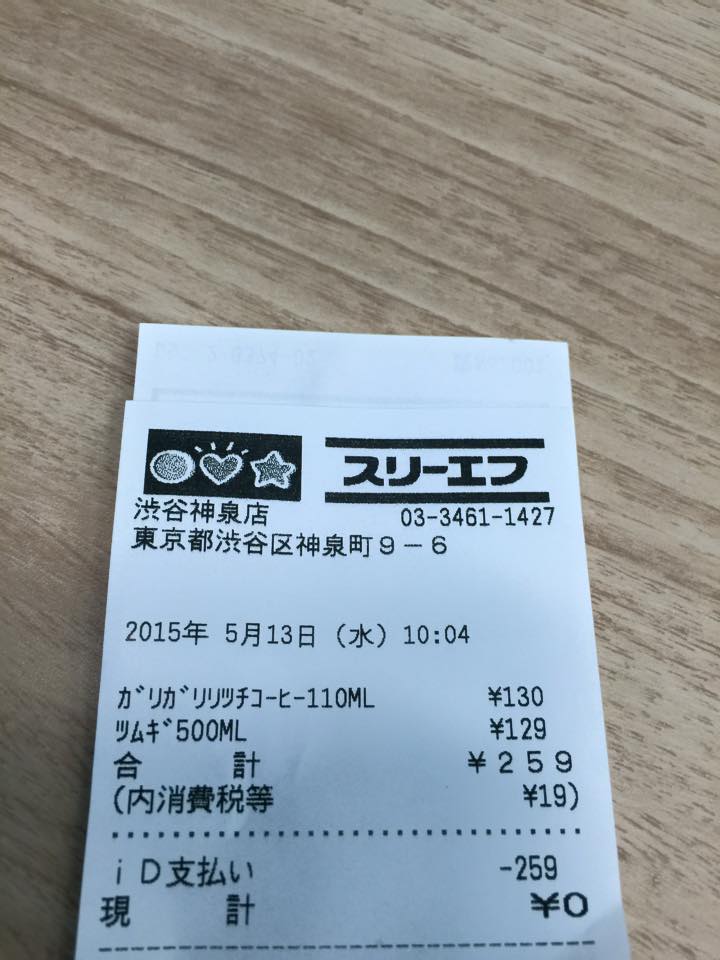 スリーエフ
渋谷神泉店 03-3461-1427
東京都渋谷区神泉町9-6
2015年 5月13日 (水) 10:04
ガリガリリツチコーヒー110ML ¥130
ツムギ500ML ¥129
合 計 ¥259
(内消費税等 ¥19)
iD支払い -259
現 計 ¥0